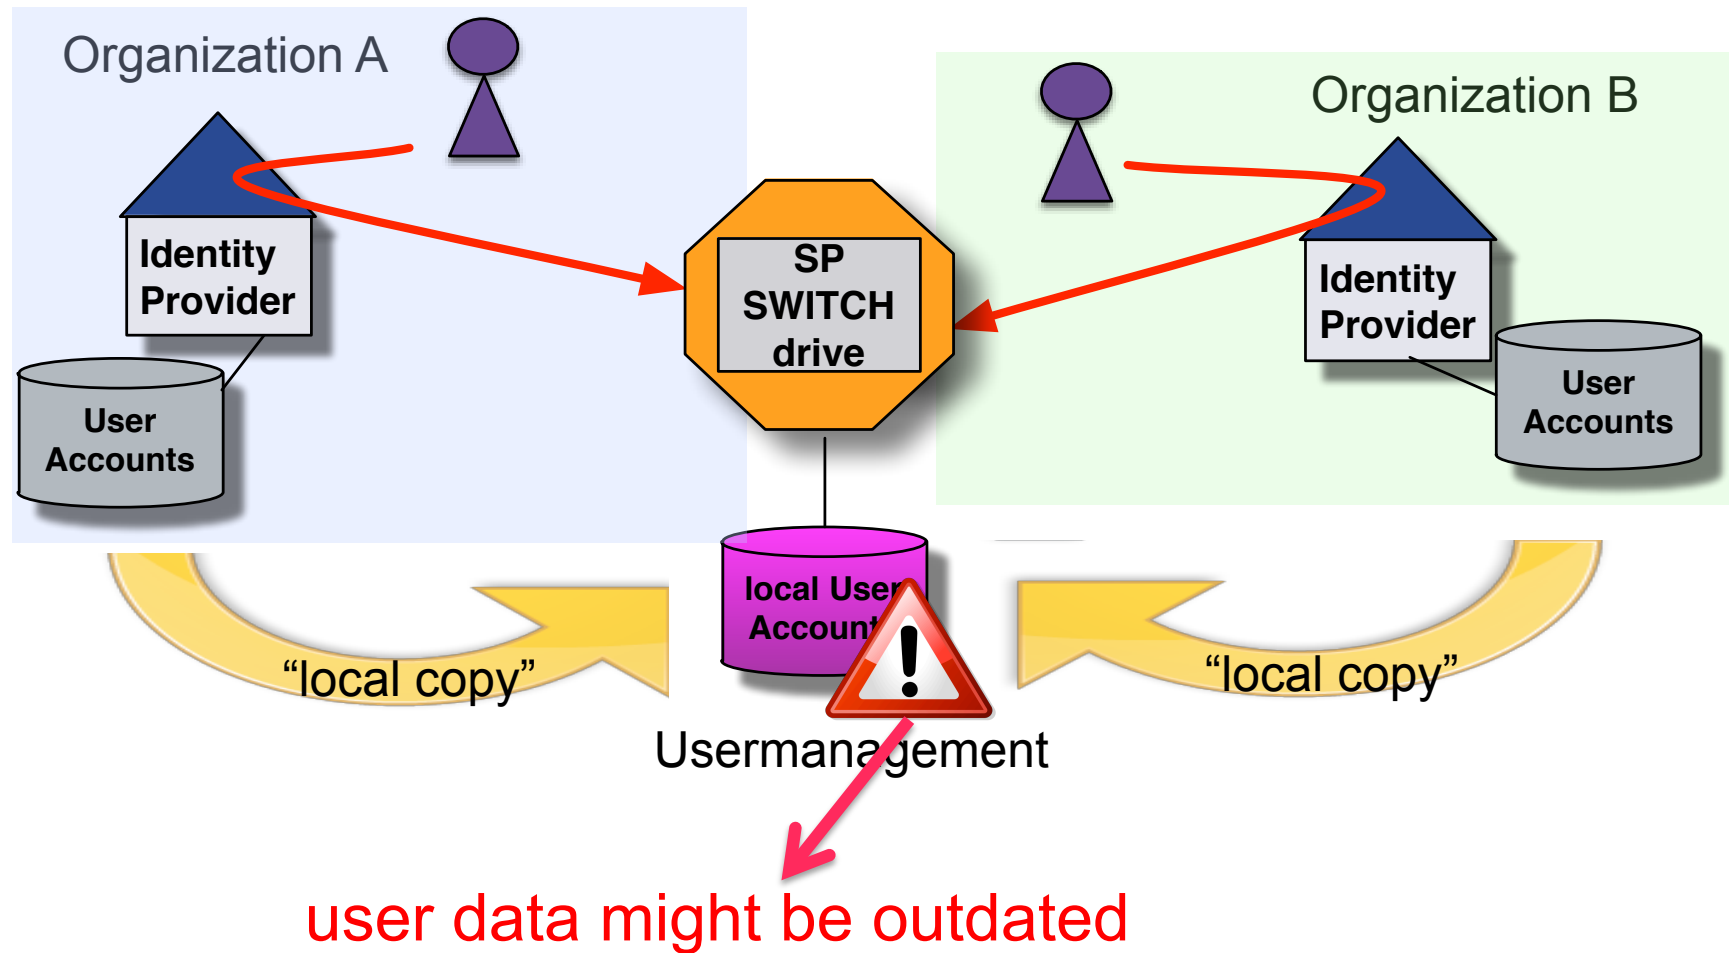 Organization A
Organization B
Identity
Provider
User
Accounts
SP
SWITCH
drive
Identity
Provider
User
Accounts
local User
Account
“local copy”
“local copy”
Usermanagement
user data might be outdated